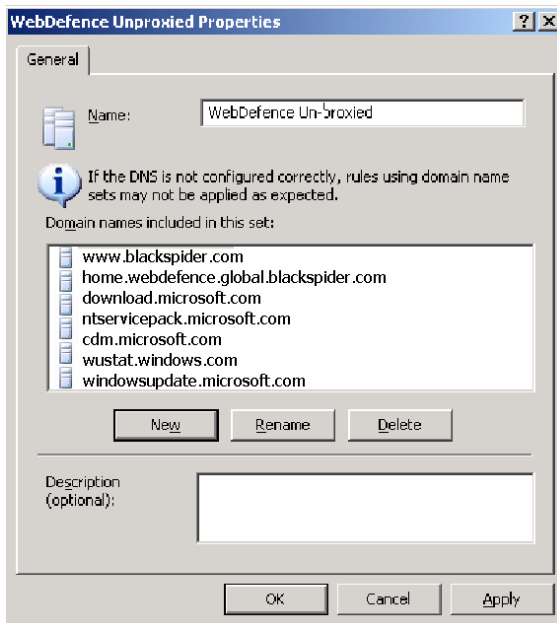 WebDefence Unproxied Properties
General
Name:
WebDefence Un-proxied
If the DNS is not configured correctly, rules using domain name
sets may not be applied as expected.
Domain names included in this set:
www.blackspider.com
home.webdefence.global.blackspider.com
download.microsoft.com
ntservicepack.microsoft.com
cdm.microsoft.com
wustat.windows.com
windowsupdate.microsoft.com
New Rename Delete
Description
(optional):
OK Cancel Apply